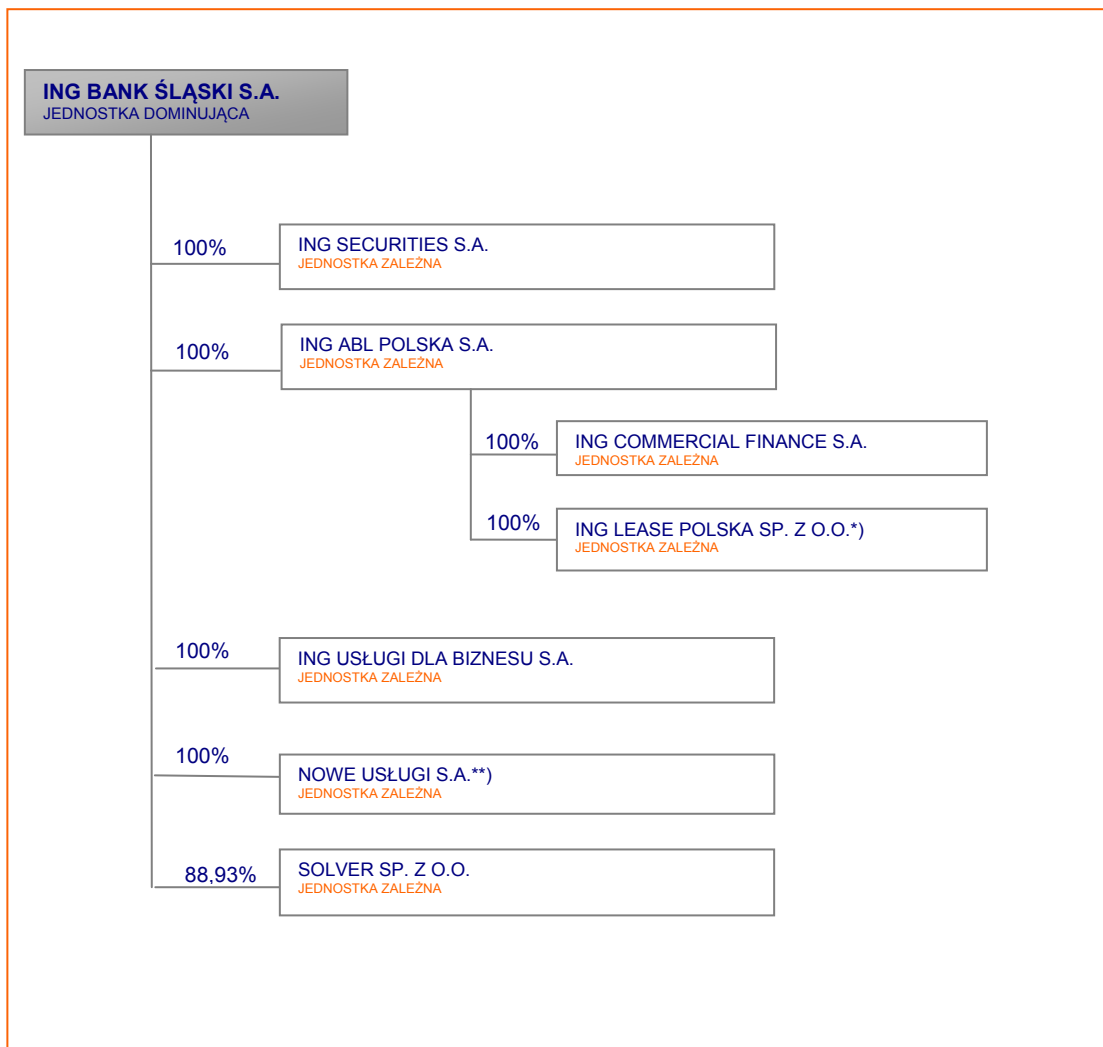 ING BANK ŚLĄSKI S.A.
JEDNOSTKA DOMINUJĄCA
100%
ING SECURITIES S.A.
JEDNOSTKA ZALEŻNA
100%
ING ABL POLSKA S.A.
JEDNOSTKA ZALEŻNA
100%
ING COMMERCIAL FINANCE S.A.
JEDNOSTKA ZALEŻNA
100%
ING LEASE POLSKA SP. Z O.O.*)
JEDNOSTKA ZALEŻNA
100%
ING USŁUGI DLA BIZNESU S.A.
JEDNOSTKA ZALEŻNA
100%
NOWE USŁUGI S.A.**)
JEDNOSTKA ZALEŻNA
88,93%
SOLVER SP. Z O.O.
JEDNOSTKA ZALEŻNA